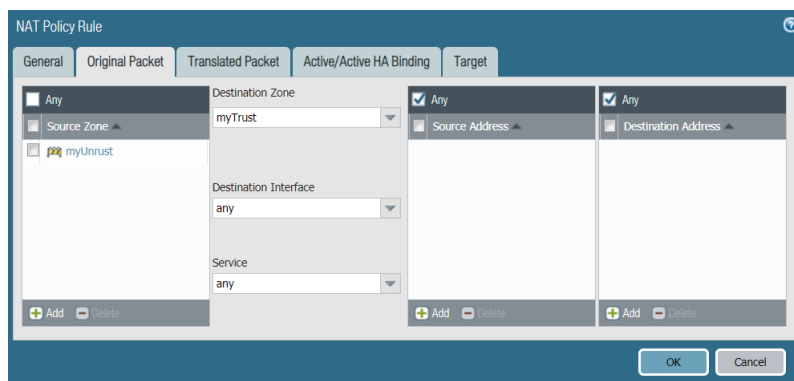 NAT Policy Rule
General
Original Packet
Translated Packet
Active/Active HA Binding
Target
Any
Source Zone
myUnrust
Add
Delete
Destination Zone
myTrust
Destination Interface
any
Service
any
Any
Source Address
Add
Delete
Any
Destination Address
Add
Delete
OK
Cancel